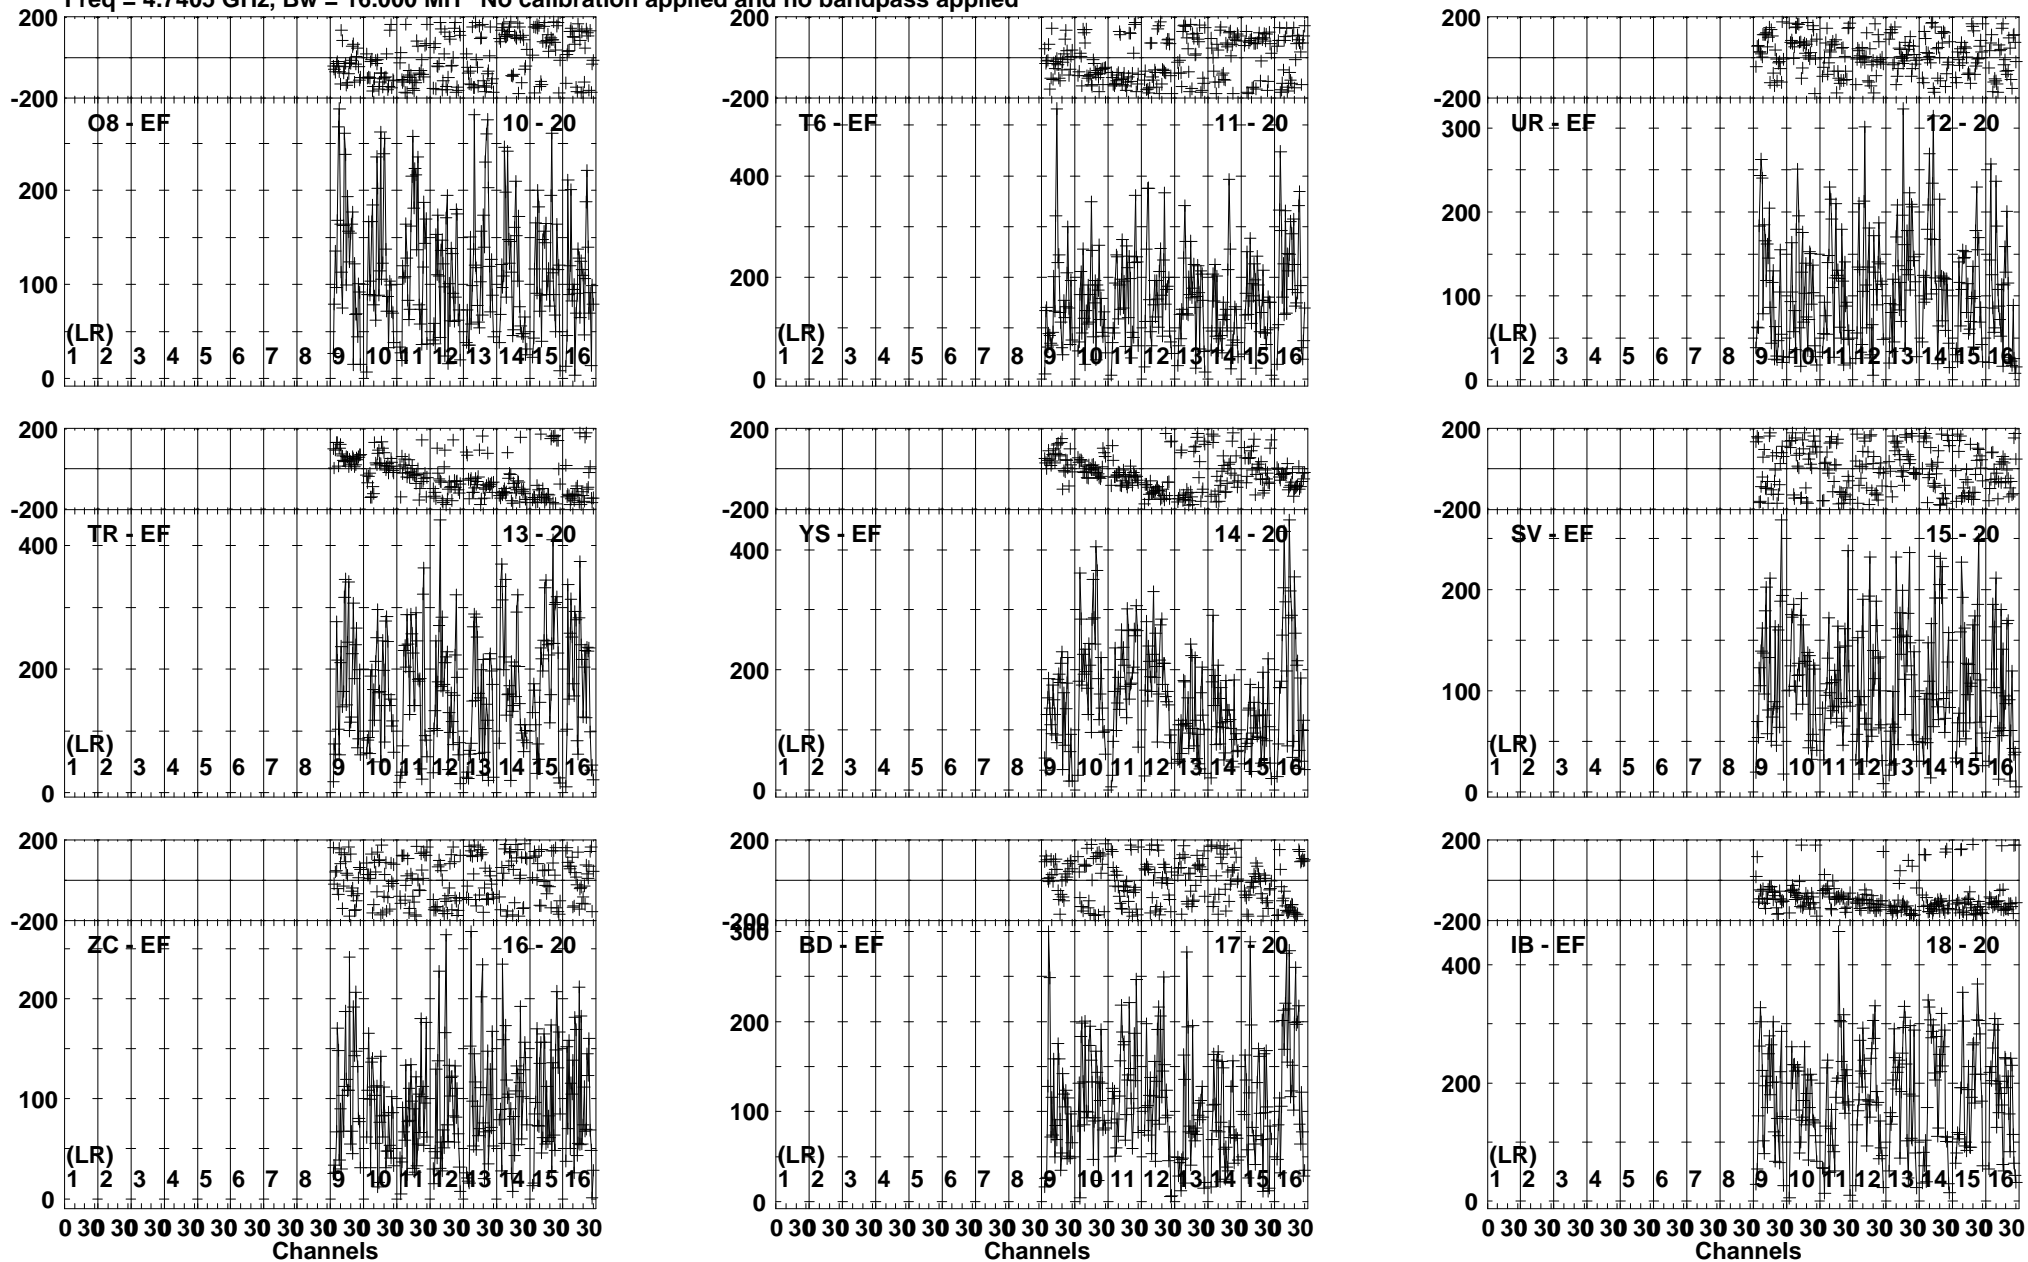 Freq = 4.7405 GHz, Bw = 16.000 MH No calibration applied and no bandpass applied
200
-200
O8 - EF 10 - 20
200
100
(LR)
1 2 3 4 5 6 7 8 9 10 11 12 13 14 15 16
0
200
-200
T6 - EF 11 - 20
400
200
(LR)
1 2 3 4 5 6 7 8 9 10 11 12 13 14 15 16
0
200
-200
UR - EF 12 - 20
300
200
100
(LR)
1 2 3 4 5 6 7 8 9 10 11 12 13 14 15 16
0
200
-200
TR - EF 13 - 20
400
200
(LR)
1 2 3 4 5 6 7 8 9 10 11 12 13 14 15 16
0
200
-200
YS - EF 14 - 20
400
200
(LR)
1 2 3 4 5 6 7 8 9 10 11 12 13 14 15 16
0
200
-200
SV - EF 15 - 20
200
100
(LR)
1 2 3 4 5 6 7 8 9 10 11 12 13 14 15 16
0
200
-200
ZC - EF 16 - 20
200
100
(LR)
1 2 3 4 5 6 7 8 9 10 11 12 13 14 15 16
0
0 30 30 30 30 30 30 30 30 30 30 30 30 30 30 30 30
Channels
200
-200
300
BD - EF 17 - 20
200
100
(LR)
1 2 3 4 5 6 7 8 9 10 11 12 13 14 15 16
0
0 30 30 30 30 30 30 30 30 30 30 30 30 30 30 30 30
Channels
200
-200
IB - EF 18 - 20
400
200
(LR)
1 2 3 4 5 6 7 8 9 10 11 12 13 14 15 16
0
0 30 30 30 30 30 30 30 30 30 30 30 30 30 30 30 30
Channels